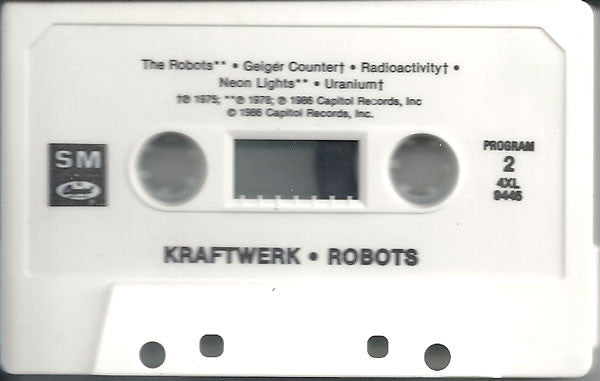 The Robots** • Geiger Counter† • Radioactivity† •
Neon Lights** • Uranium†
†℗ 1975; **℗ 1978; ℗ 1986 Capitol Records, Inc
© 1986 Capitol Records, Inc.
SM
Capitol
PROGRAM
2
4XL
9445
KRAFTWERK • ROBOTS